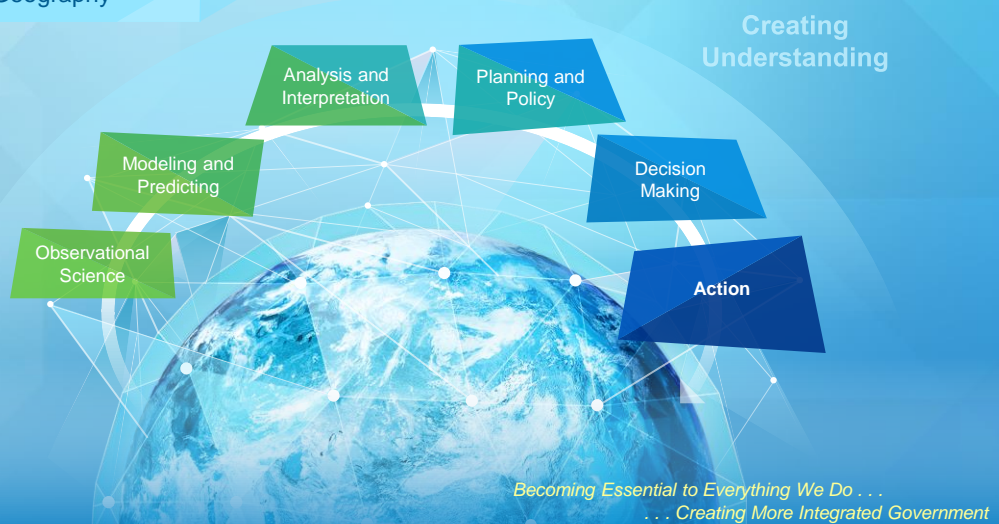 Geography
Creating
Understanding
Analysis and
Interpretation
Planning and
Policy
Modeling and
Predicting
Decision
Making
Observational
Science
Action
Becoming Essential to Everything We Do . . .
. . . Creating More Integrated Government